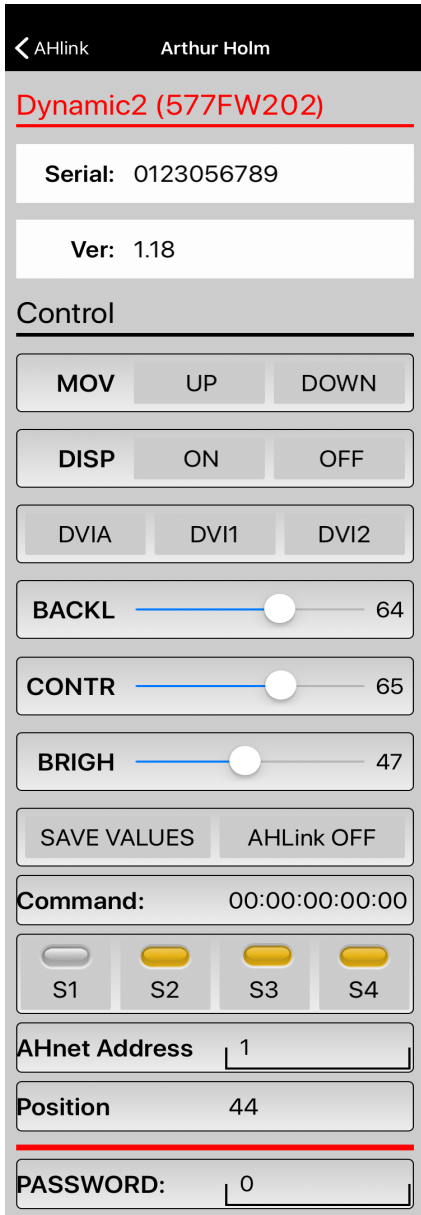 AHlink Arthur Holm
Dynamic2 (577FW202)
Serial: 0123056789
Ver: 1.18
Control
MOV UP DOWN
DISP ON OFF
DVIA DVI1 DVI2
BACKL 64
CONTR 65
BRIGH 47
SAVE VALUES AHLink OFF
Command: 00:00:00:00:00
S1 S2 S3 S4
AHnet Address 1
Position 44
PASSWORD: 0